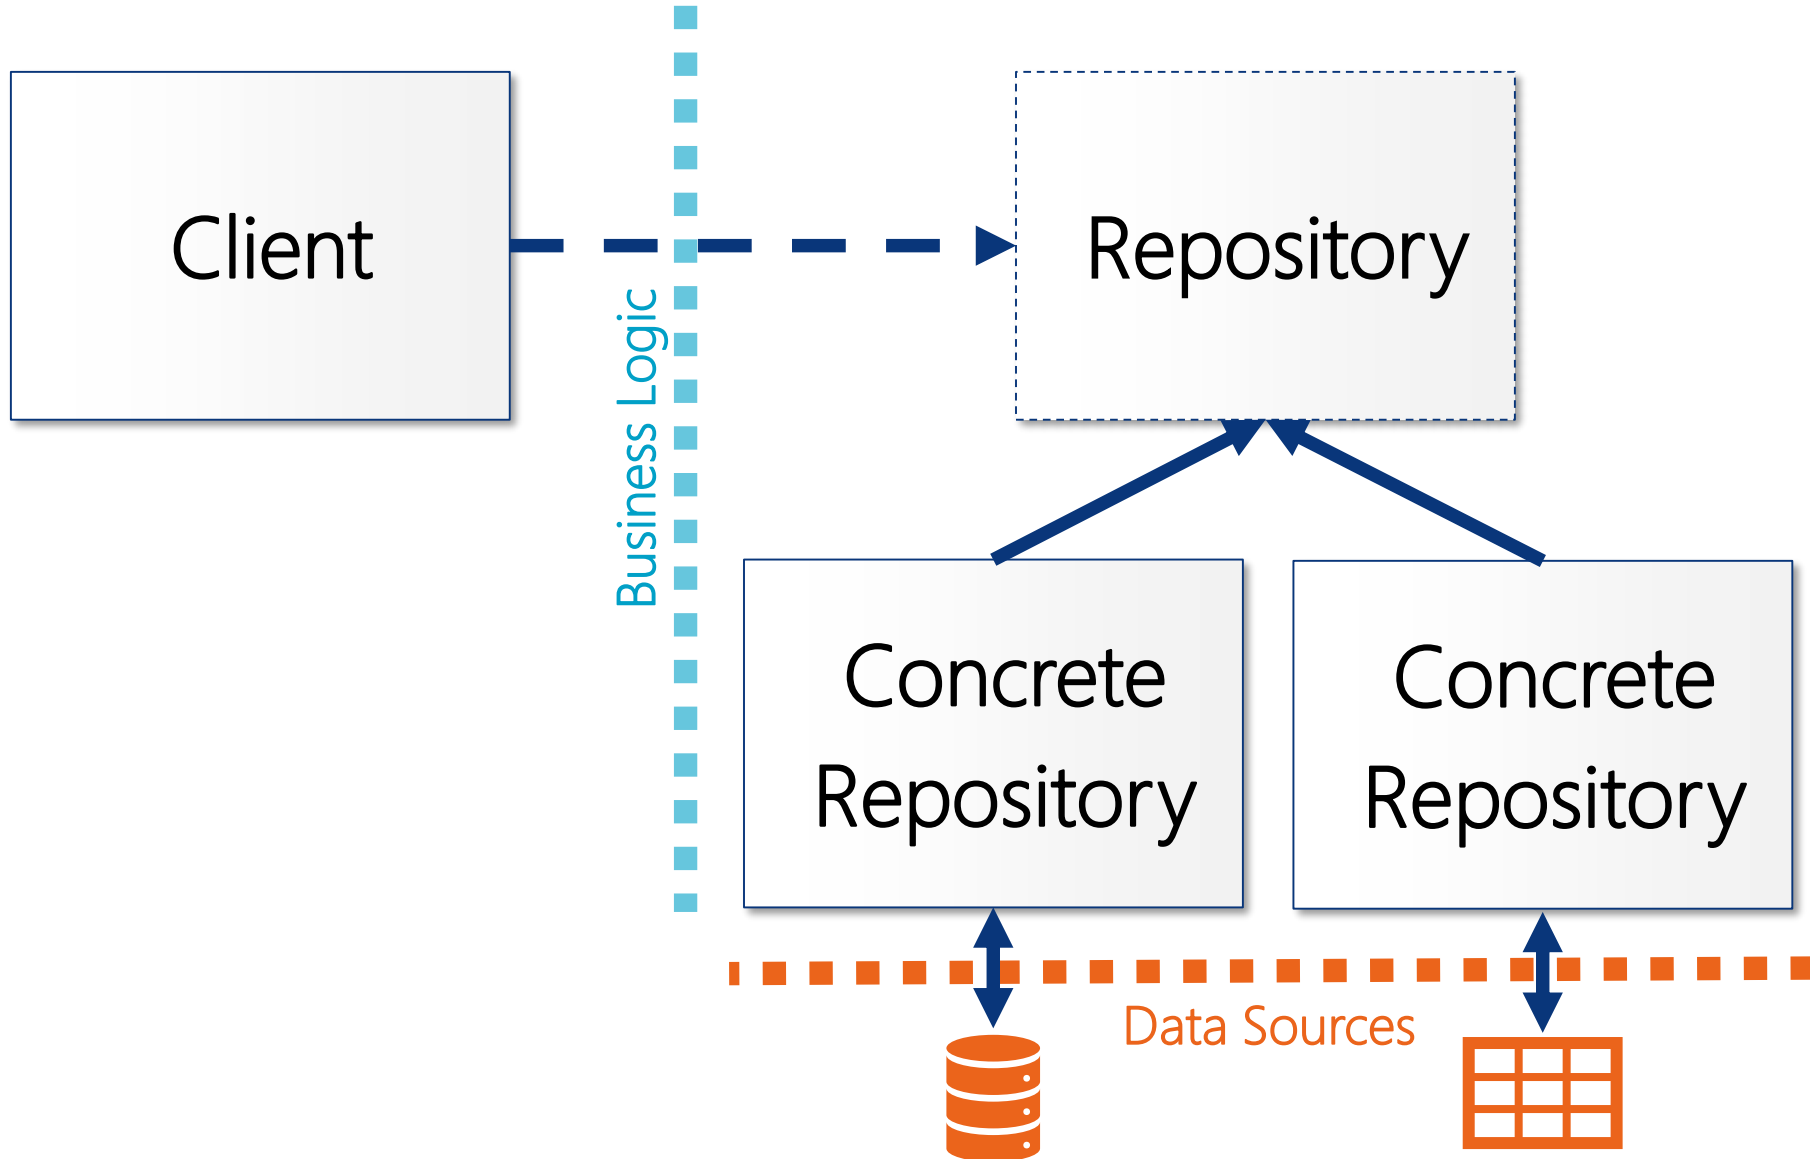 Client
Repository
Business Logic
Concrete
Repository
Concrete
Repository
Data Sources